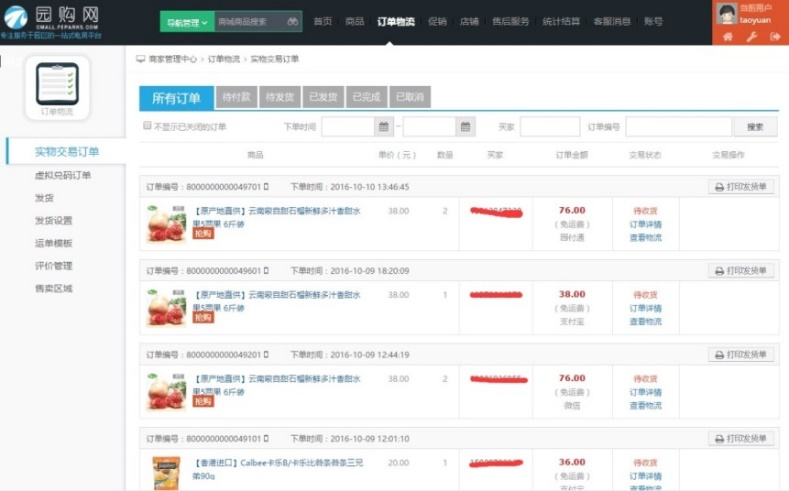 园购网
SMALL.FEPARKS.COM
专注服务于园区的一站式电商平台
导航管理
商城商品搜索
首页 商品 订单物流 促销 店铺 售后服务 统计结算 客服消息 账号
当前用户
taoyuan
订单物流
商家管理中心 > 订单物流 > 实物交易订单
所有订单 待付款 待发货 已发货 已完成 已取消
不显示已关闭的订单 下单时间 - 买家 订单编号 搜索
实物交易订单
虚拟兑码订单
发货
发货设置
运单模板
评价管理
售卖区域
商品 单价（元） 数量 买家 订单金额 交易状态 交易操作
订单编号：8000000000049701 下单时间：2016-10-10 13:46:45 打印发货单
【原产地直供】云南蒙自甜石榴新鲜多汁香甜水 38.00 2 76.00 待收货
果5两果 6斤装 （免运费） 订单详情
抢购 园付通 查看物流
订单编号：8000000000049601 下单时间：2016-10-09 18:20:09 打印发货单
【原产地直供】云南蒙自甜石榴新鲜多汁香甜水 38.00 1 38.00 待收货
果5两果 6斤装 （免运费） 订单详情
抢购 支付宝 查看物流
订单编号：8000000000049201 下单时间：2016-10-09 12:44:19 打印发货单
【原产地直供】云南蒙自甜石榴新鲜多汁香甜水 38.00 2 76.00 待收货
果5两果 6斤装 （免运费） 订单详情
抢购 微信 查看物流
订单编号：8000000000049101 下单时间：2016-10-09 12:01:10 打印发货单
【香港进口】Calbee卡乐B/卡乐比薯条薯条三兄 20.00 1 36.00 待收货
弟90g （免运费） 订单详情
支付宝 查看物流